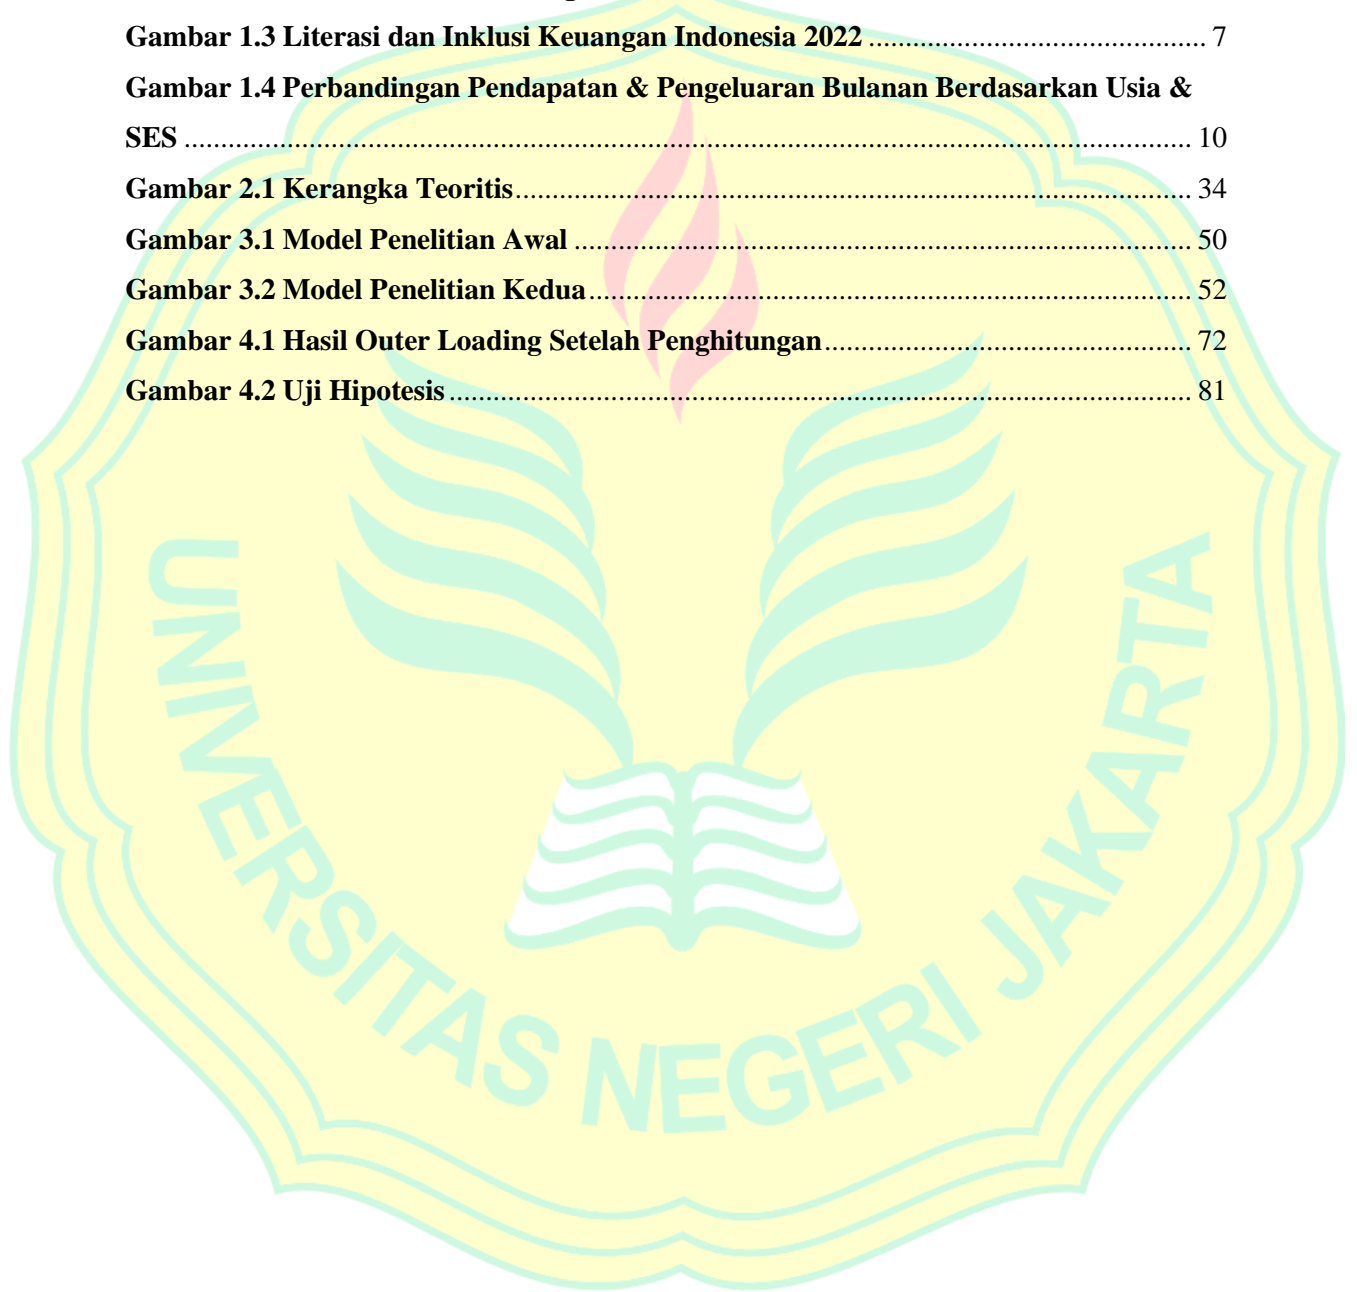 Gambar 1.3 Literasi dan Inklusi Keuangan Indonesia 2022 ............................................. 7
Gambar 1.4 Perbandingan Pendapatan & Pengeluaran Bulanan Berdasarkan Usia &
SES ...................................................................................................................................... 10
Gambar 2.1 Kerangka Teoritis.......................................................................................... 34
Gambar 3.1 Model Penelitian Awal .................................................................................. 50
Gambar 3.2 Model Penelitian Kedua................................................................................ 52
Gambar 4.1 Hasil Outer Loading Setelah Penghitungan................................................. 72
Gambar 4.2 Uji Hipotesis................................................................................................... 81
UNIVERSITAS NEGERI JAKARTA